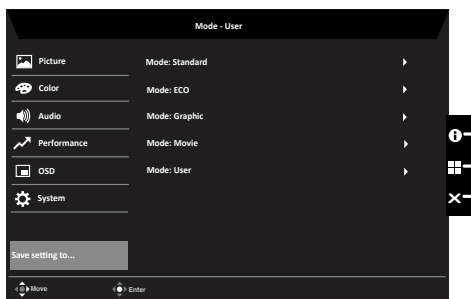 Mode - User
Picture
Color
Audio
Performance
OSD
System
Save setting to...
Mode: Standard
Mode: ECO
Mode: Graphic
Mode: Movie
Mode: User
Move
Enter